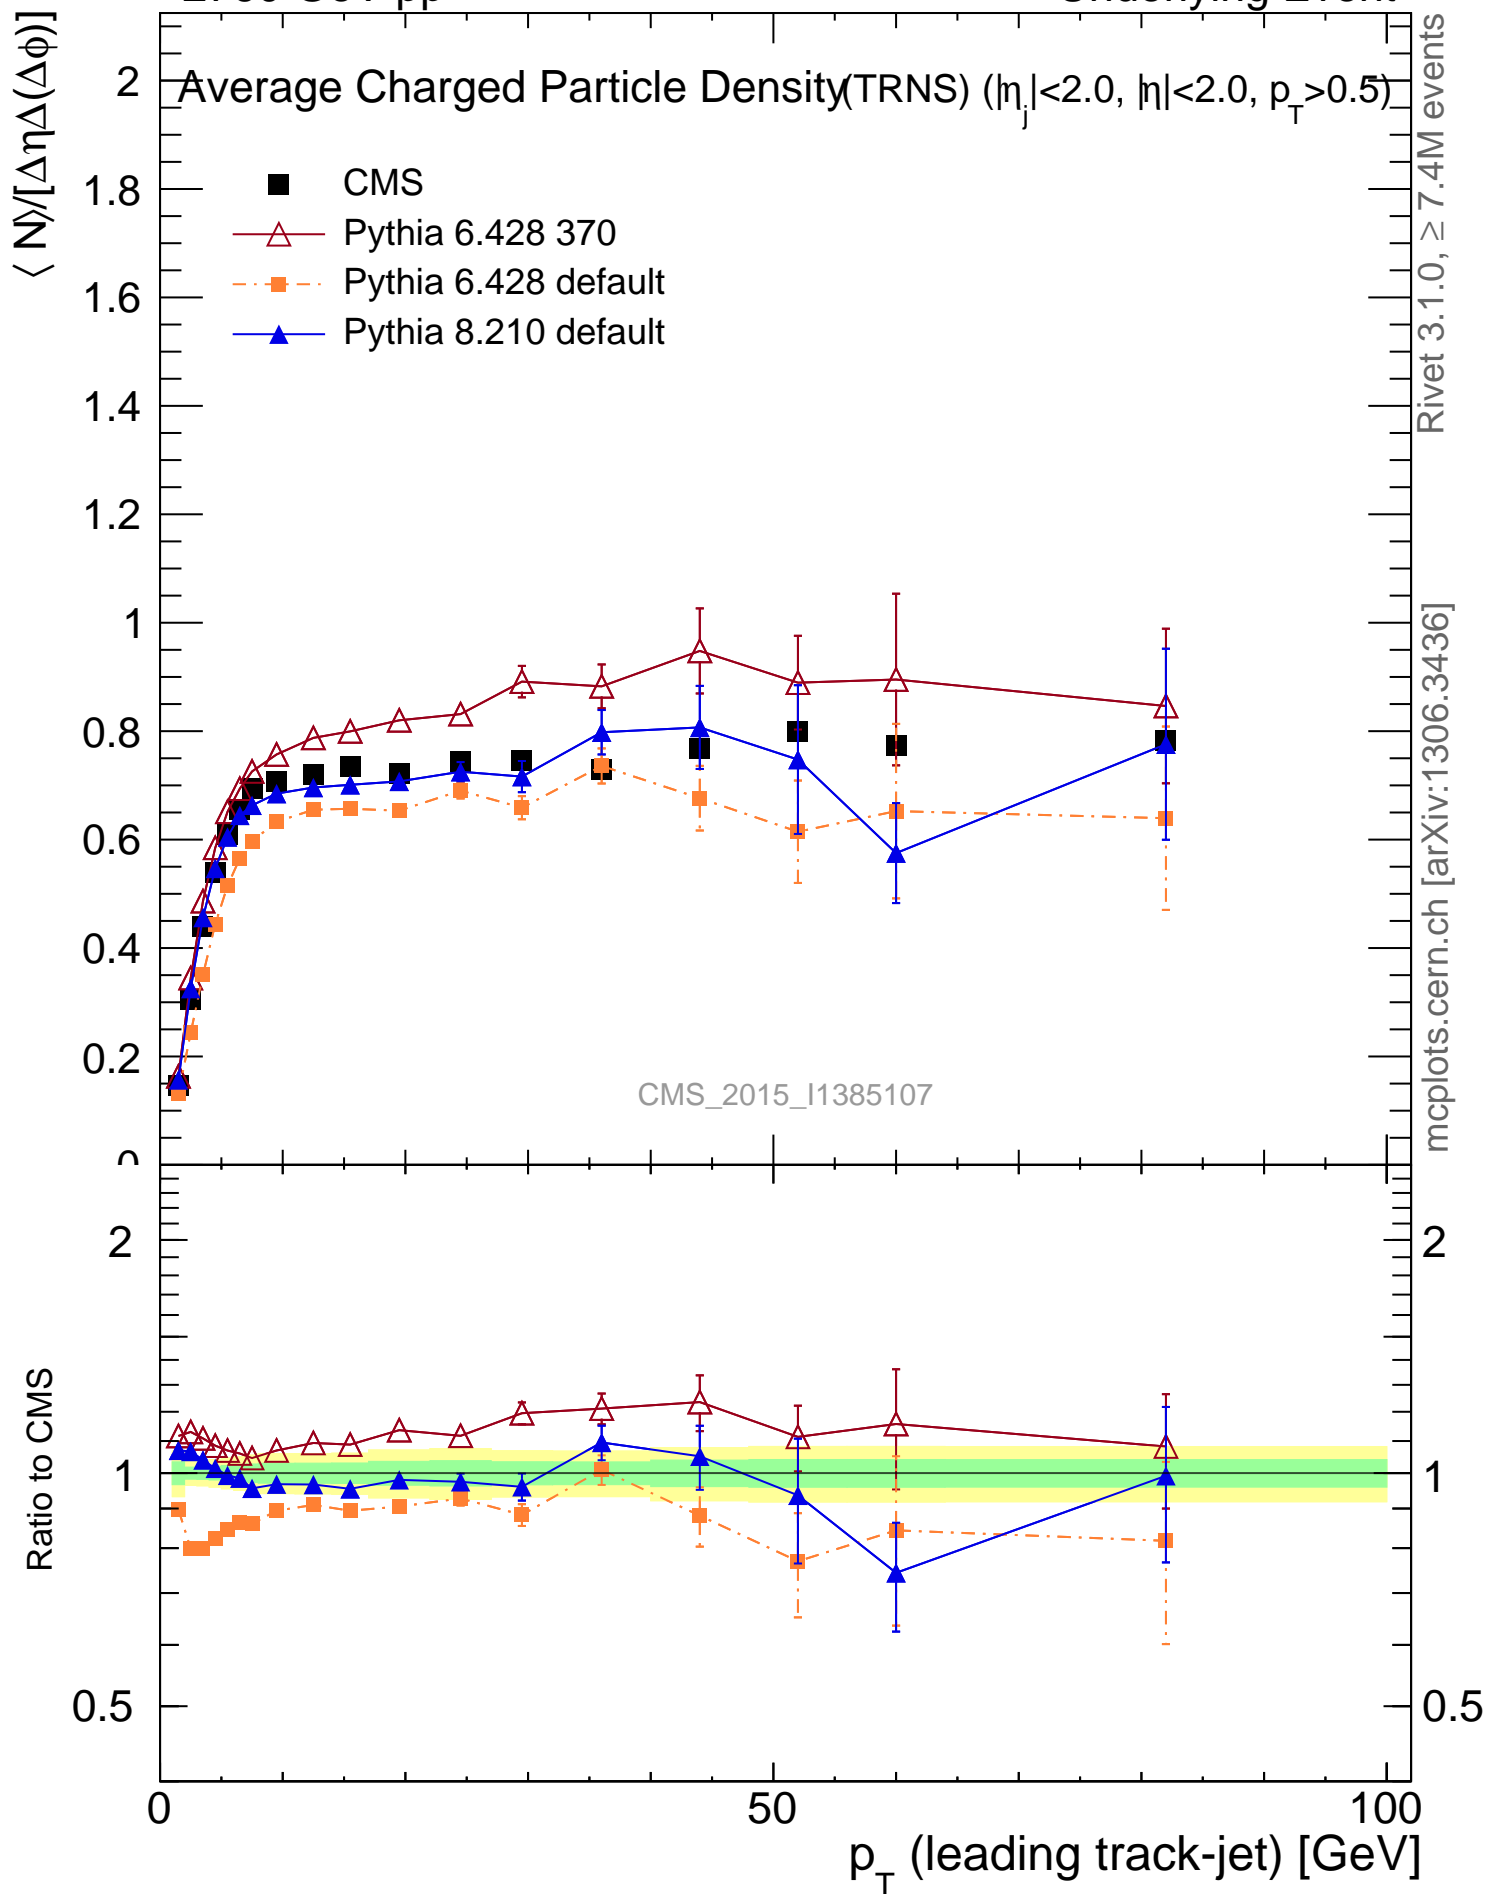 ⟨ N⟩/[ΔηΔ(Δϕ)]
Average Charged Particle Density (TRNS) (|η_j|<2.0, |η|<2.0, p_T>0.5)
CMS
Pythia 6.428 370
Pythia 6.428 default
Pythia 8.210 default
2
1.8
1.6
1.4
1.2
1
0.8
0.6
0.4
0.2
0
CMS_2015_I1385107
Rivet 3.1.0, ≥ 7.4M events
mcplots.cern.ch [arXiv:1306.3436]
Ratio to CMS
2
1
0.5
2
1
0.5
0
50
100
p_T (leading track-jet) [GeV]